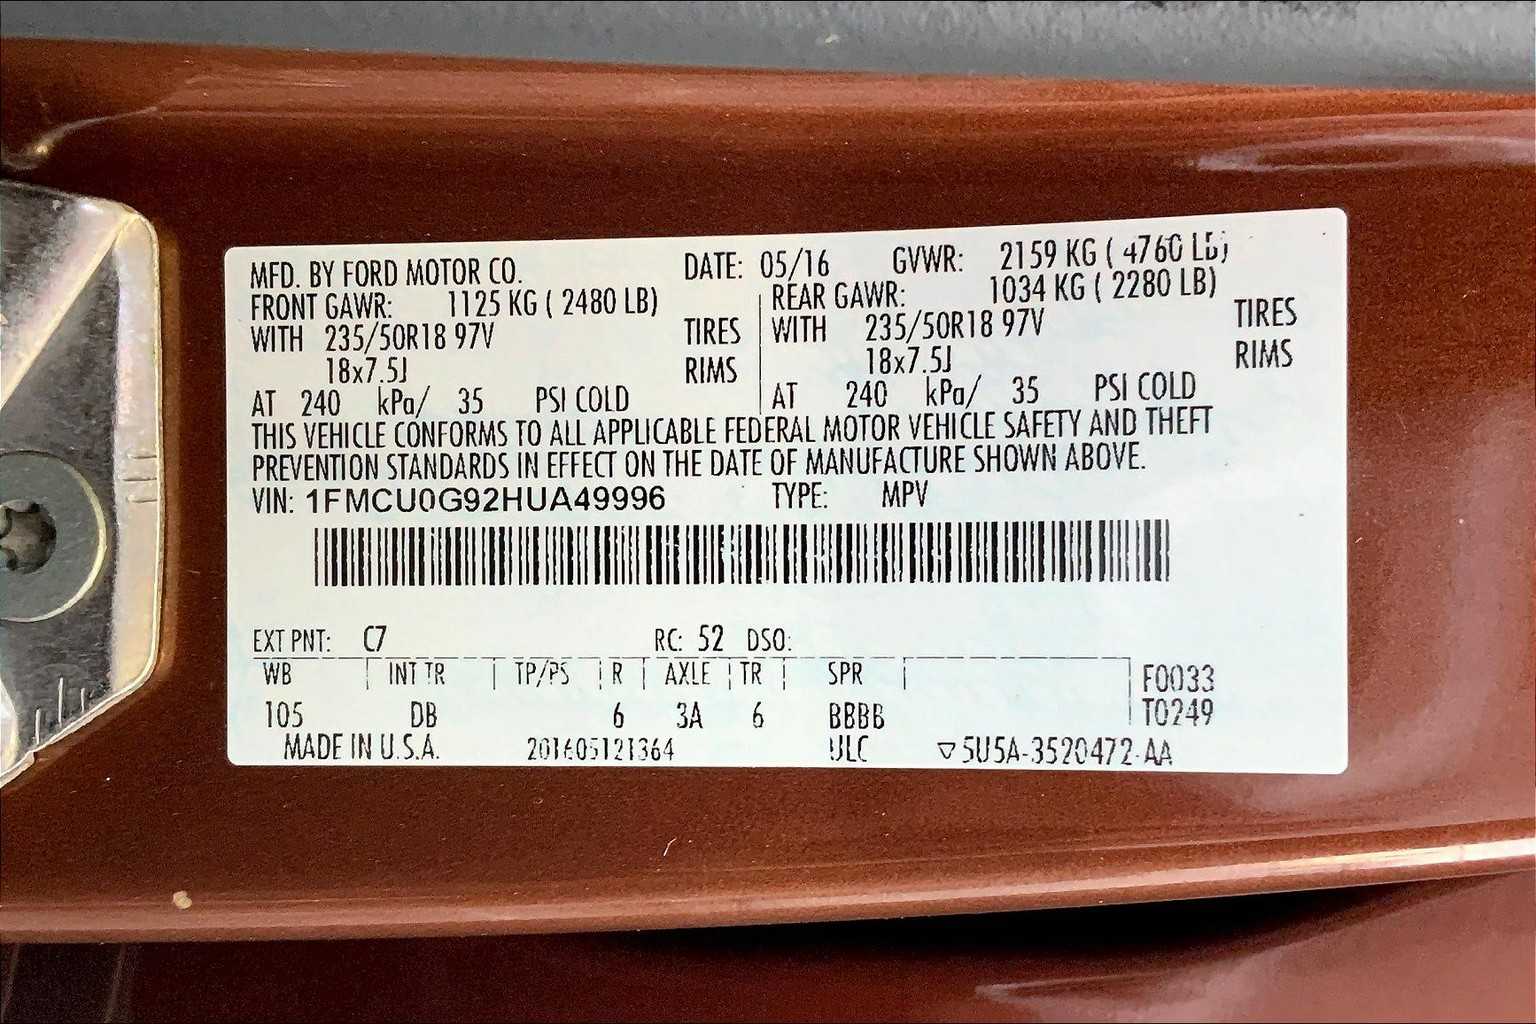 MFD. BY FORD MOTOR CO. DATE: 05/16 GVWR: 2159 KG ( 4760 LB)
FRONT GAWR: 1125 KG ( 2480 LB) REAR GAWR: 1034 KG ( 2280 LB)
WITH 235/50R18 97V TIRES WITH 235/50R18 97V TIRES
18x7.5J RIMS 18x7.5J RIMS
AT 240 kPa/ 35 PSI COLD AT 240 kPa/ 35 PSI COLD
THIS VEHICLE CONFORMS TO ALL APPLICABLE FEDERAL MOTOR VEHICLE SAFETY AND THEFT
PREVENTION STANDARDS IN EFFECT ON THE DATE OF MANUFACTURE SHOWN ABOVE.
VIN: 1FMCU0G92HUA49996 TYPE: MPV
EXT PNT: C7 RC: 52 DSO:
WB INT TR TP/PS R AXLE TR SPR F0033
105 DB 6 3A 6 BBBB T0249
MADE IN U.S.A. 201605121364 ULC ▽5U5A-3520472-AA